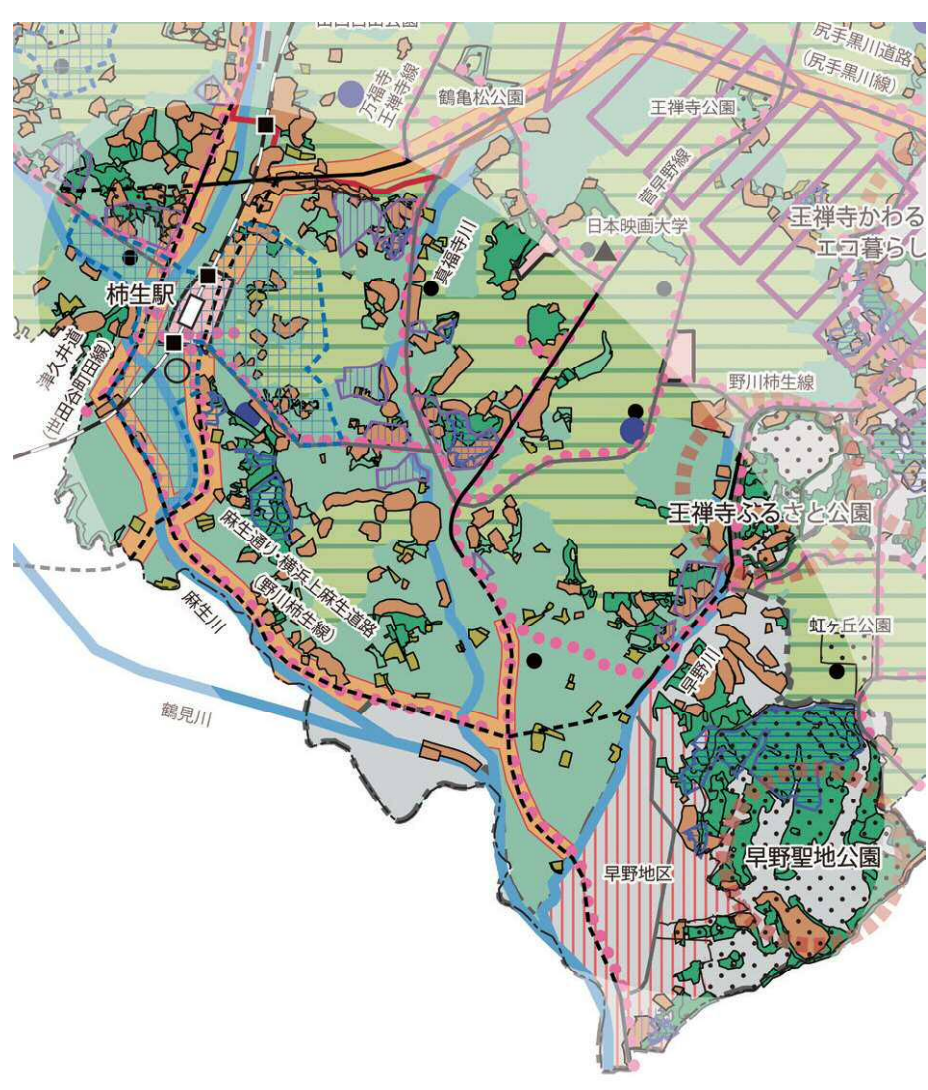 尻手黒川道路
(尻手黒川線)
万福寺
王禅寺線
鶴亀松公園
王禅寺公園
菅早野線
日本映画大学
王禅寺かわる
エコ暮らし
真福寺川
柿生駅
津久井道
(世田谷町田線)
野川柿生線
王禅寺ふるさと公園
麻生通り・横浜上麻生道路
(野川柿生線)
麻生川
虹ヶ丘公園
早野川
鶴見川
早野聖地公園
早野地区